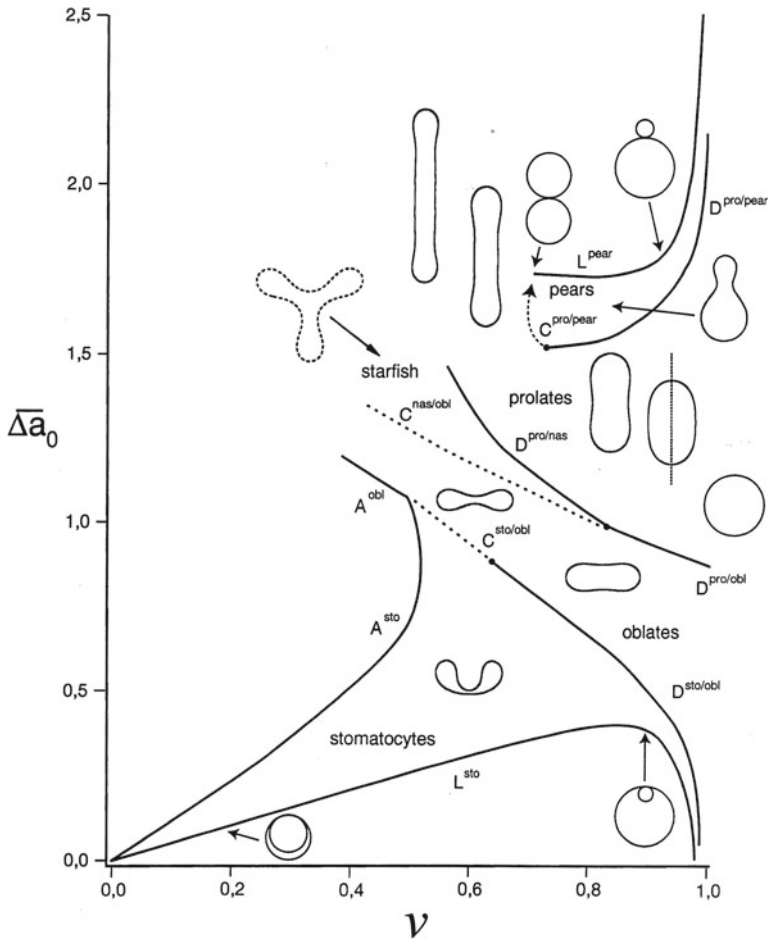 2,5
2,0
D^pro/pear
L^pear
pears
C^pro/pear
1,5
starfish
C^nas/obl
prolates
Δa̅₀
D^pro/nas
A^obl
1,0
C^sto/obl
D^pro/obl
A^sto
oblates
0,5
D^sto/obl
stomatocytes
L^sto
0,0
0,0 0,2 0,4 0,6 0,8 1,0
ν